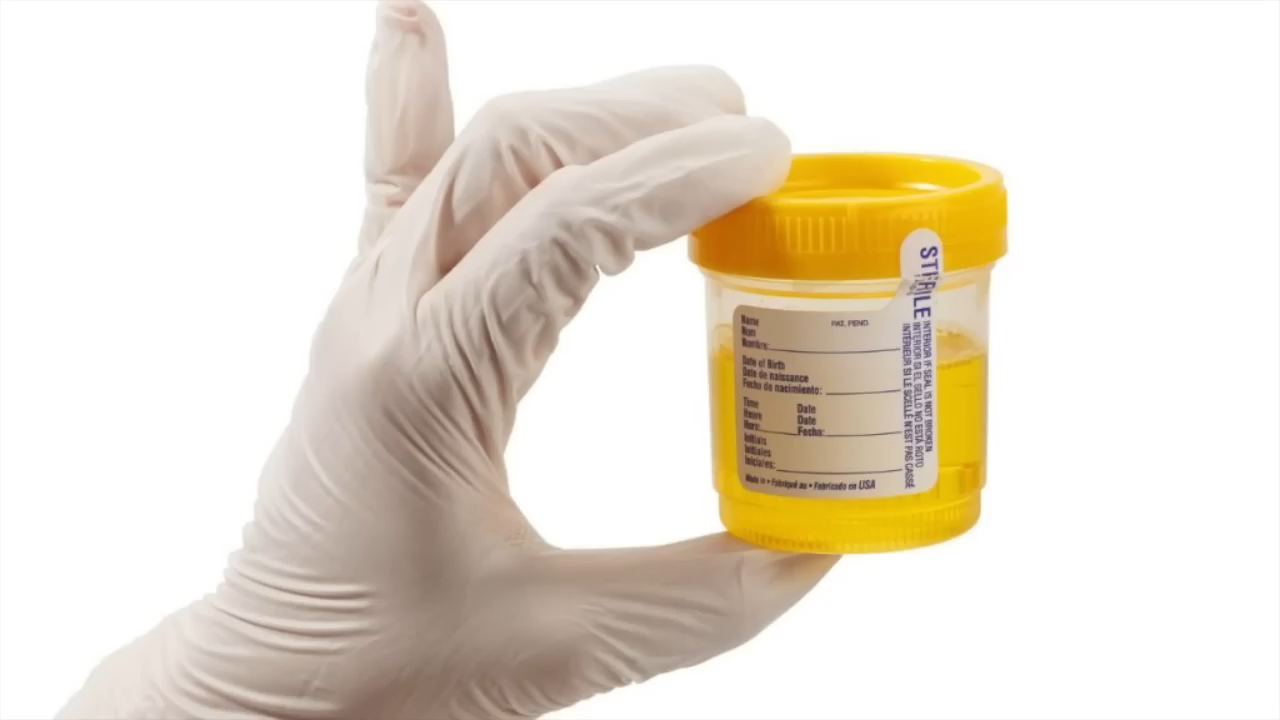 STERILE
INTERIOR IF SEAL IS NOT BROKEN
INTERIOR SI EL SELLO NO ESTÁ ROTO
INTÉRIEUR SI LE SCELLÉ N'EST PAS CASSÉ
Name PAT. PEND.
Nom
Nombre:
Date of Birth
Date de naissance
Fecha de nacimiento:
Time Date
Heure Date
Hora: Fecha:
Initials
Initiales
Iniciales:
Made in • Fabriqué au • Fabricado en USA